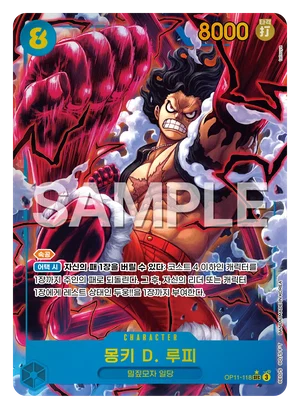 8
8000
打
SAMPLE
속공
어택 시 자신의 패 1장을 버릴 수 있다: 코스트 4 이하인 캐릭터를
1장까지 주인의 패로 되돌린다. 그 후, 자신의 리더 또는 캐릭터
1장에게 레스트 상태인 두웅!!을 1장까지 부여한다.
CHARACTER
몽키 D. 루피
밀짚모자 일당
OP11-118 SEC 3